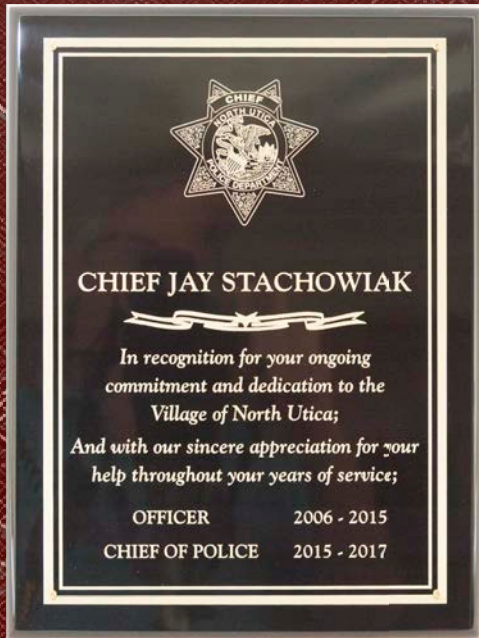 CHIEF
NORTH UTICA
POLICE DEPARTMENT
CHIEF JAY STACHOWIAK
In recognition for your ongoing
commitment and dedication to the
Village of North Utica;
And with our sincere appreciation for your
help throughout your years of service;
OFFICER 2006 - 2015
CHIEF OF POLICE 2015 - 2017